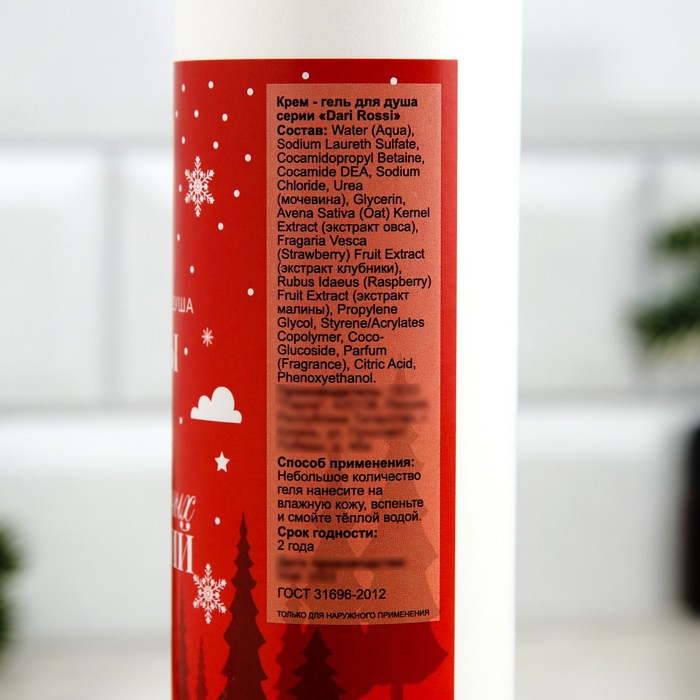 Крем - гель для душа
серии «Dari Rossi»
Состав: Water (Aqua),
Sodium Laureth Sulfate,
Cocamidopropyl Betaine,
Cocamide DEA, Sodium
Chloride, Urea
(мочевина), Glycerin,
Avena Sativa (Oat) Kernel
Extract (экстракт овса),
Fragaria Vesca
(Strawberry) Fruit Extract
(экстракт клубники),
Rubus Idaeus (Raspberry)
Fruit Extract (экстракт
малины), Propylene
Glycol, Styrene/Acrylates
Copolymer, Coco-
Glucoside, Parfum
(Fragrance), Citric Acid,
Phenoxyethanol.
Способ применения:
Небольшое количество
геля нанесите на
влажную кожу, вспеньте
и смойте тёплой водой.
Срок годности:
2 года
ГОСТ 31696-2012
ТОЛЬКО ДЛЯ НАРУЖНОГО ПРИМЕНЕНИЯ